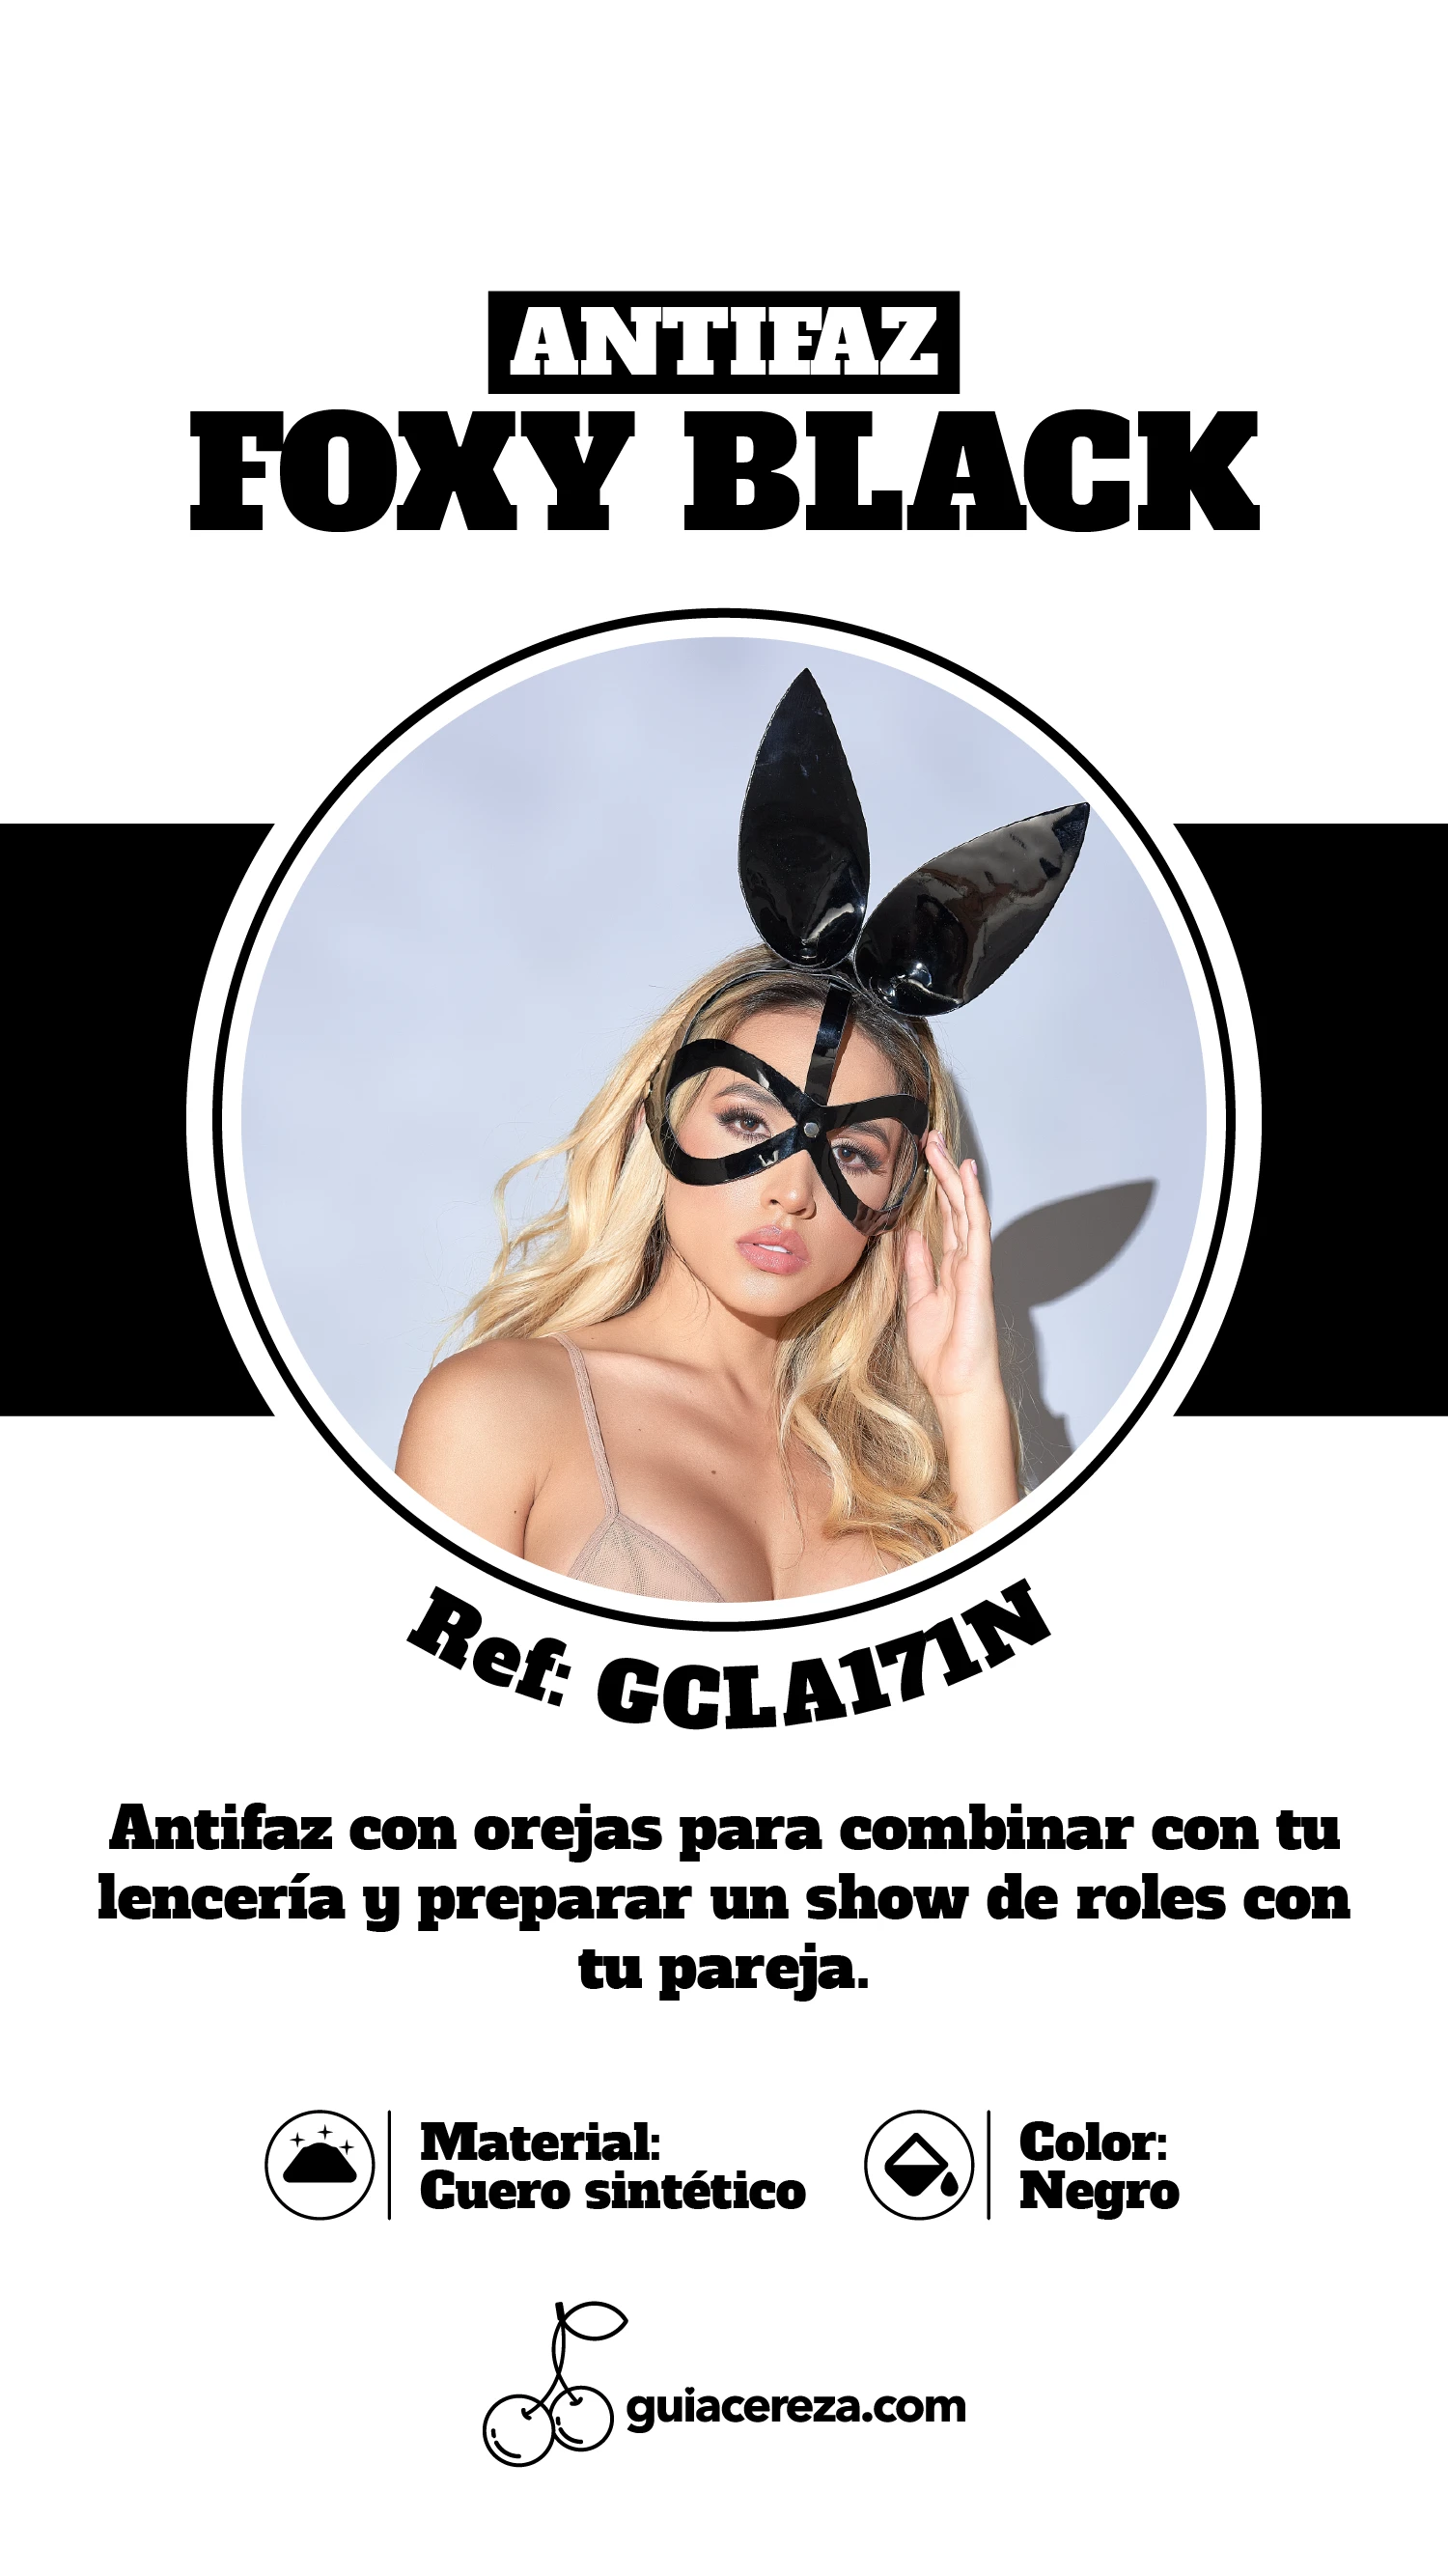 ANTIFAZ
FOXY BLACK
Ref: GCLA171N
Antifaz con orejas para combinar con tu
lencería y preparar un show de roles con
tu pareja.
Material:
Cuero sintético
Color:
Negro
guiacereza.com